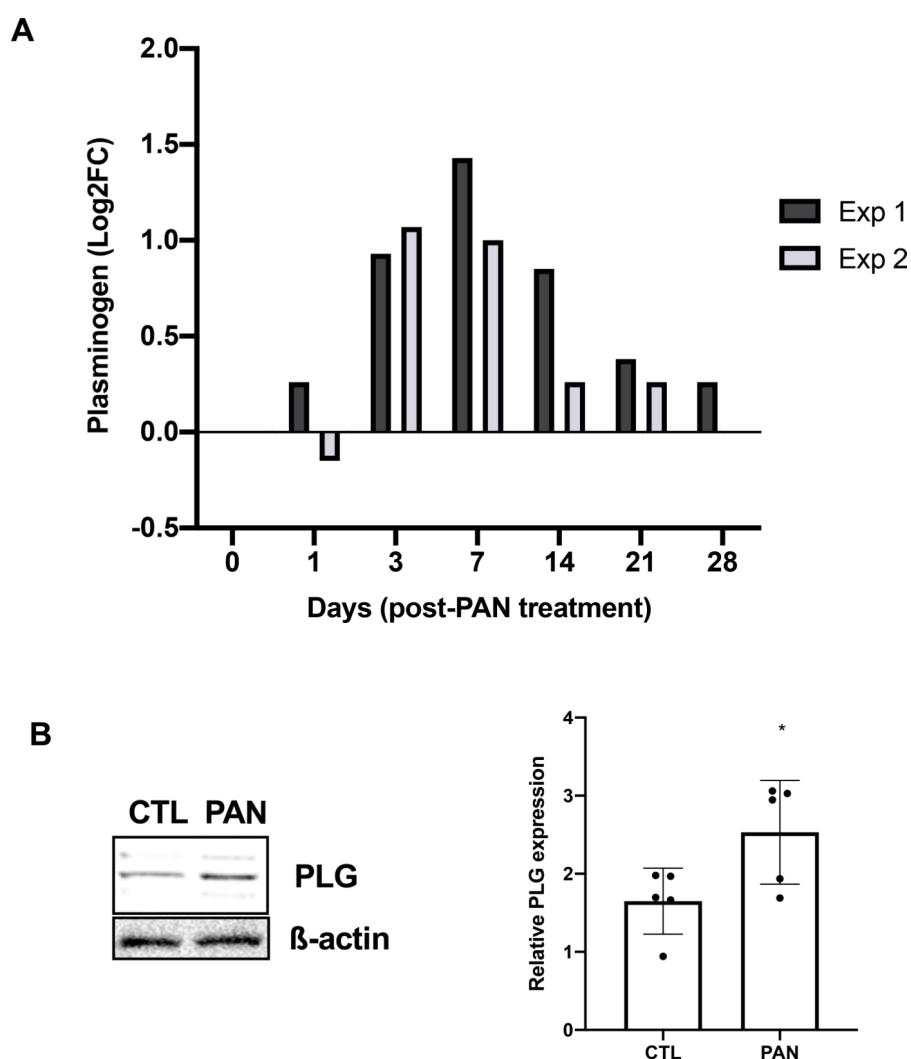 A
Plasminogen (Log2FC)
2.0
1.5
1.0
0.5
0.0
-0.5
0 1 3 7 14 21 28
Days (post-PAN treatment)
Exp 1
Exp 2
B
CTL PAN
PLG
ß-actin
Relative PLG expression
4
3
2
1
0
*
CTL PAN